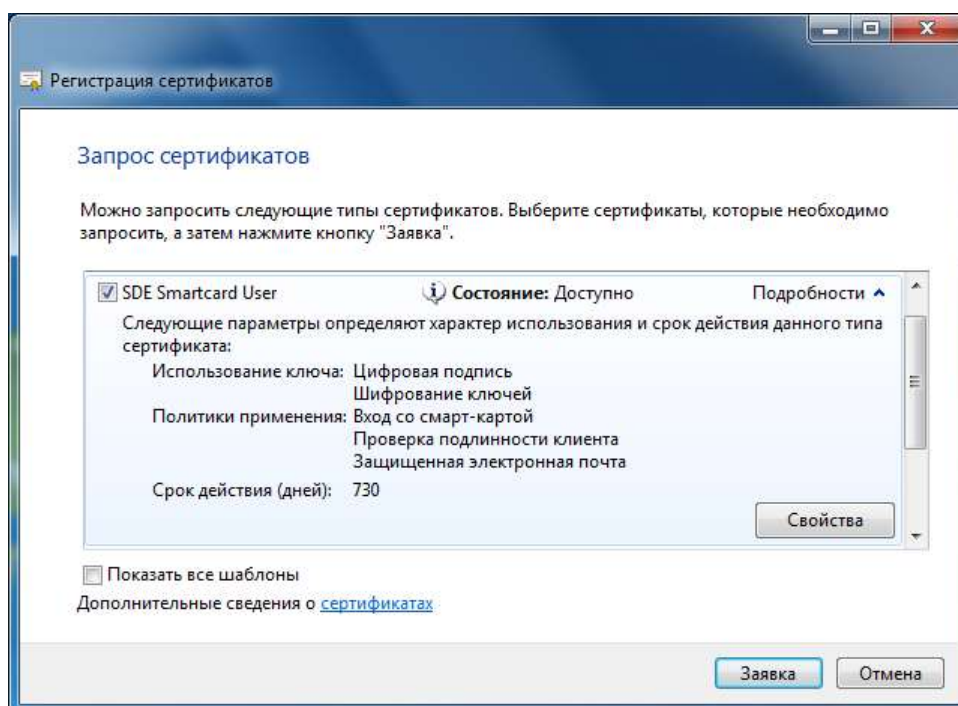 Регистрация сертификатов
Запрос сертификатов
Можно запросить следующие типы сертификатов. Выберите сертификаты, которые необходимо
запросить, а затем нажмите кнопку "Заявка".
SDE Smartcard User Состояние: Доступно Подробности
Следующие параметры определяют характер использования и срок действия данного типа
сертификата:
Использование ключа: Цифровая подпись
Шифрование ключей
Политики применения: Вход со смарт-картой
Проверка подлинности клиента
Защищенная электронная почта
Срок действия (дней): 730
Свойства
Показать все шаблоны
Дополнительные сведения о сертификатах
Заявка Отмена